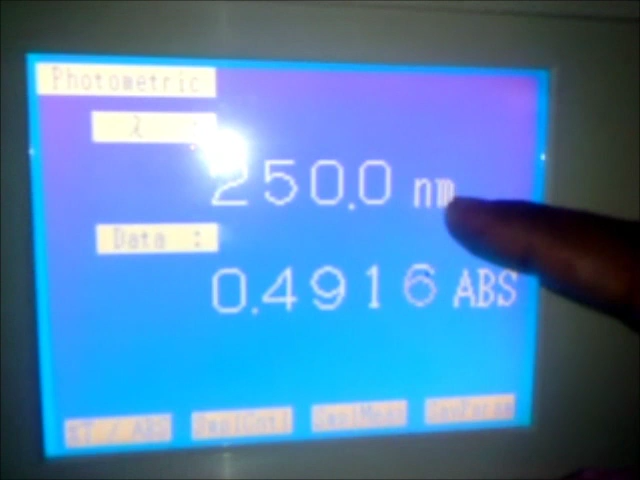 Photometric
λ :
250.0 nm
Data :
0.4916 ABS